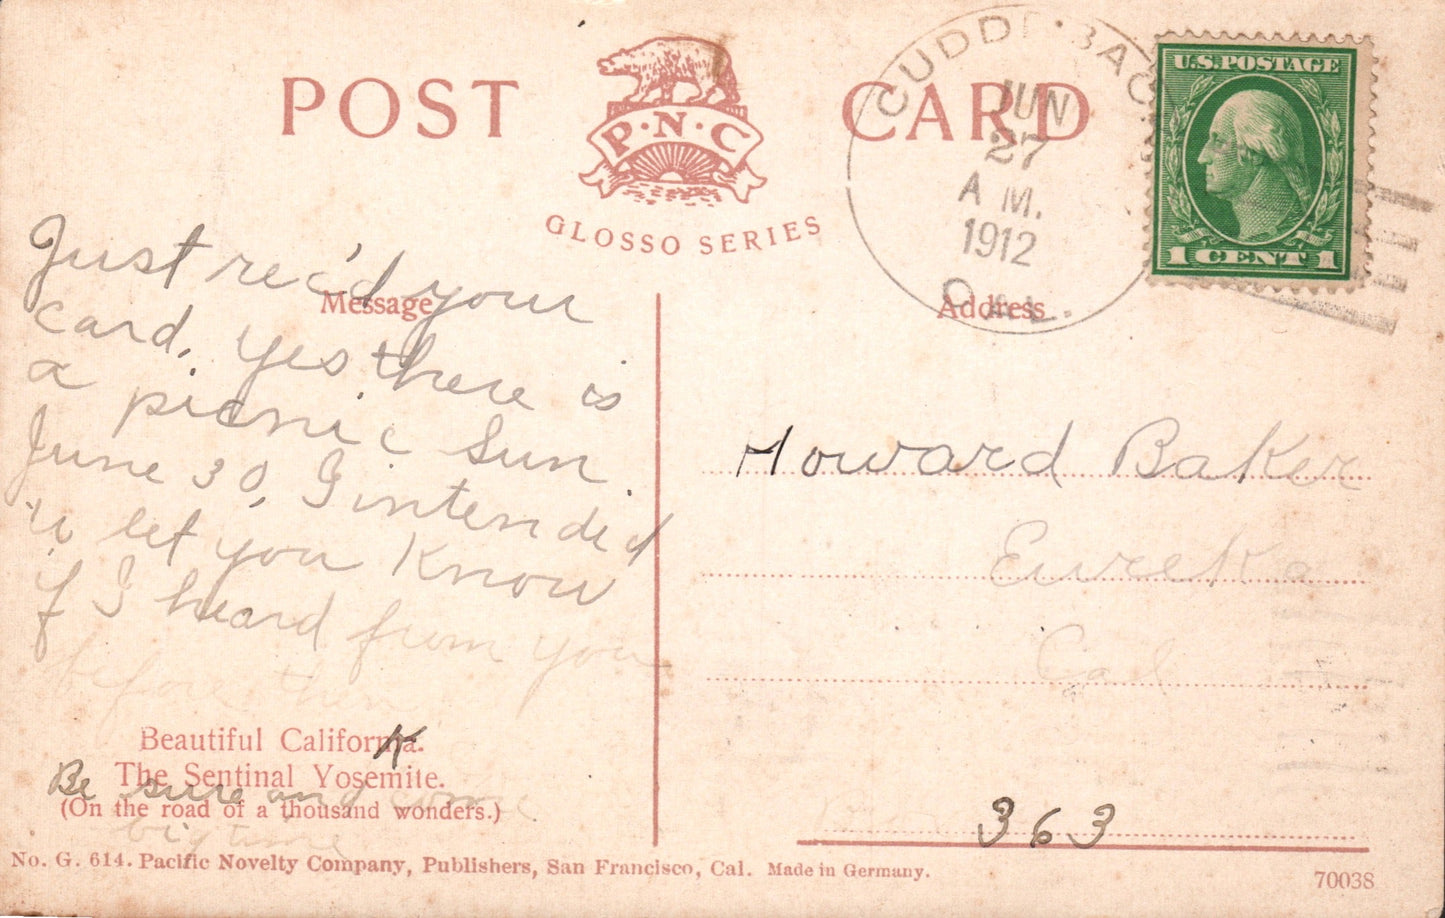 POST CARD
P·N·C
GLOSSO SERIES
CUDDEBACK
JUN
27
A M.
1912
CAL.
U.S. POSTAGE
1 CENT 1
Message
Address
Just rec'd your
card, yes there is
a picnic Sun
June 30, I intended
to let you Know
if I heard from you
before then
K
Be sure and come
big time
Howard Baker
Eureka
Cal
363
Beautiful California.
The Sentinal Yosemite.
(On the road of a thousand wonders.)
No. G. 614. Pacific Novelty Company, Publishers, San Francisco, Cal. Made in Germany.
70038